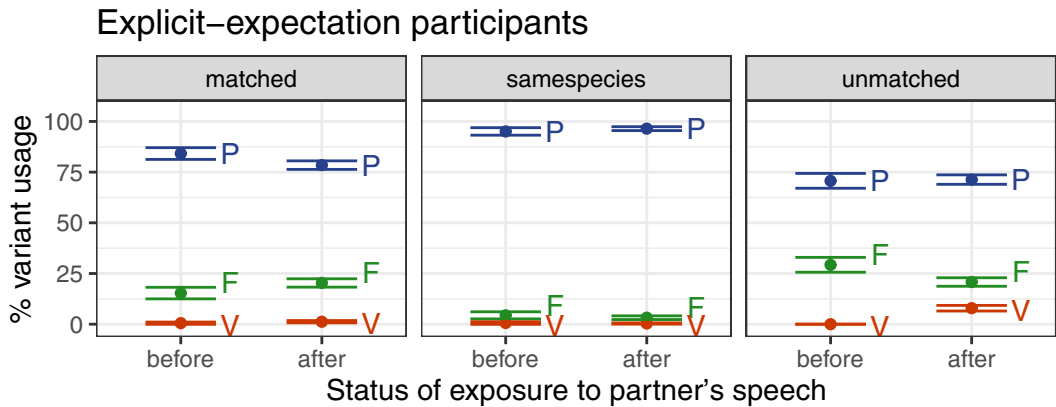 Explicit−expectation participants
matched samespecies unmatched
% variant usage
100
75
50
25
0
P P P P P P
F F F F F F
V V V V V V
before after before after before after
Status of exposure to partner's speech